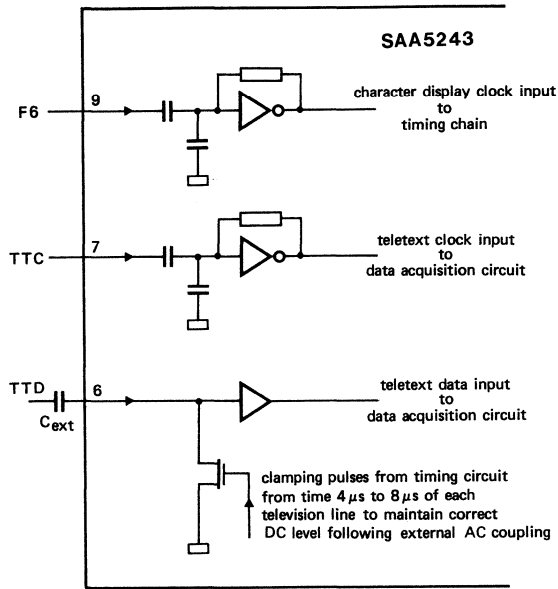 SAA5243
F6
9
character display clock input
to
timing chain
TTC
7
teletext clock input
to
data acquisition circuit
TTD
6
Cext
teletext data input
to
data acquisition circuit
clamping pulses from timing circuit
from time 4 μs to 8 μs of each
television line to maintain correct
DC level following external AC coupling